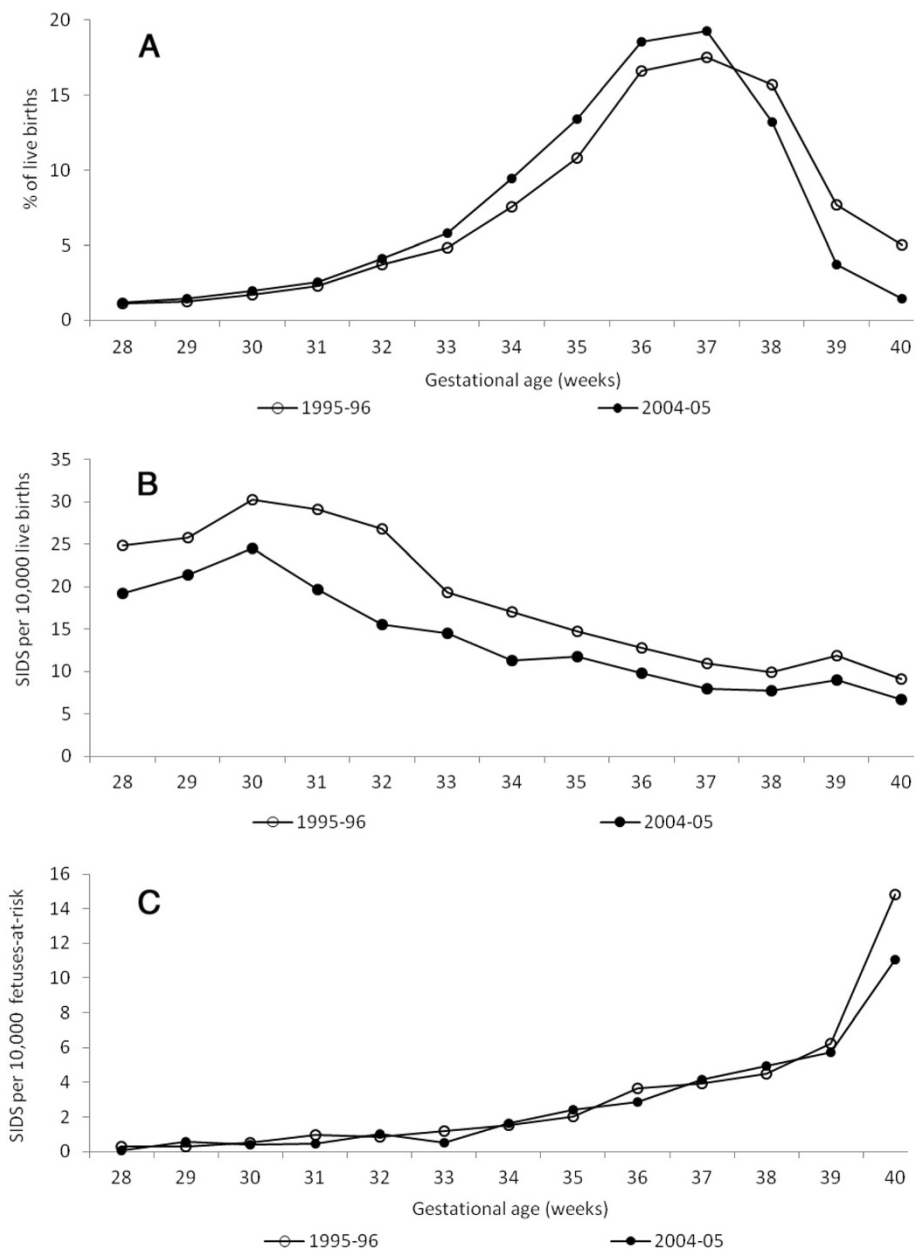 A
% of live births
20
15
10
5
0
28 29 30 31 32 33 34 35 36 37 38 39 40
Gestational age (weeks)
1995-96 2004-05
B
SIDS per 10,000 live births
35
30
25
20
15
10
5
0
28 29 30 31 32 33 34 35 36 37 38 39 40
1995-96 2004-05
C
SIDS per 10,000 fetuses-at-risk
16
14
12
10
8
6
4
2
0
28 29 30 31 32 33 34 35 36 37 38 39 40
Gestational age (weeks)
1995-96 2004-05